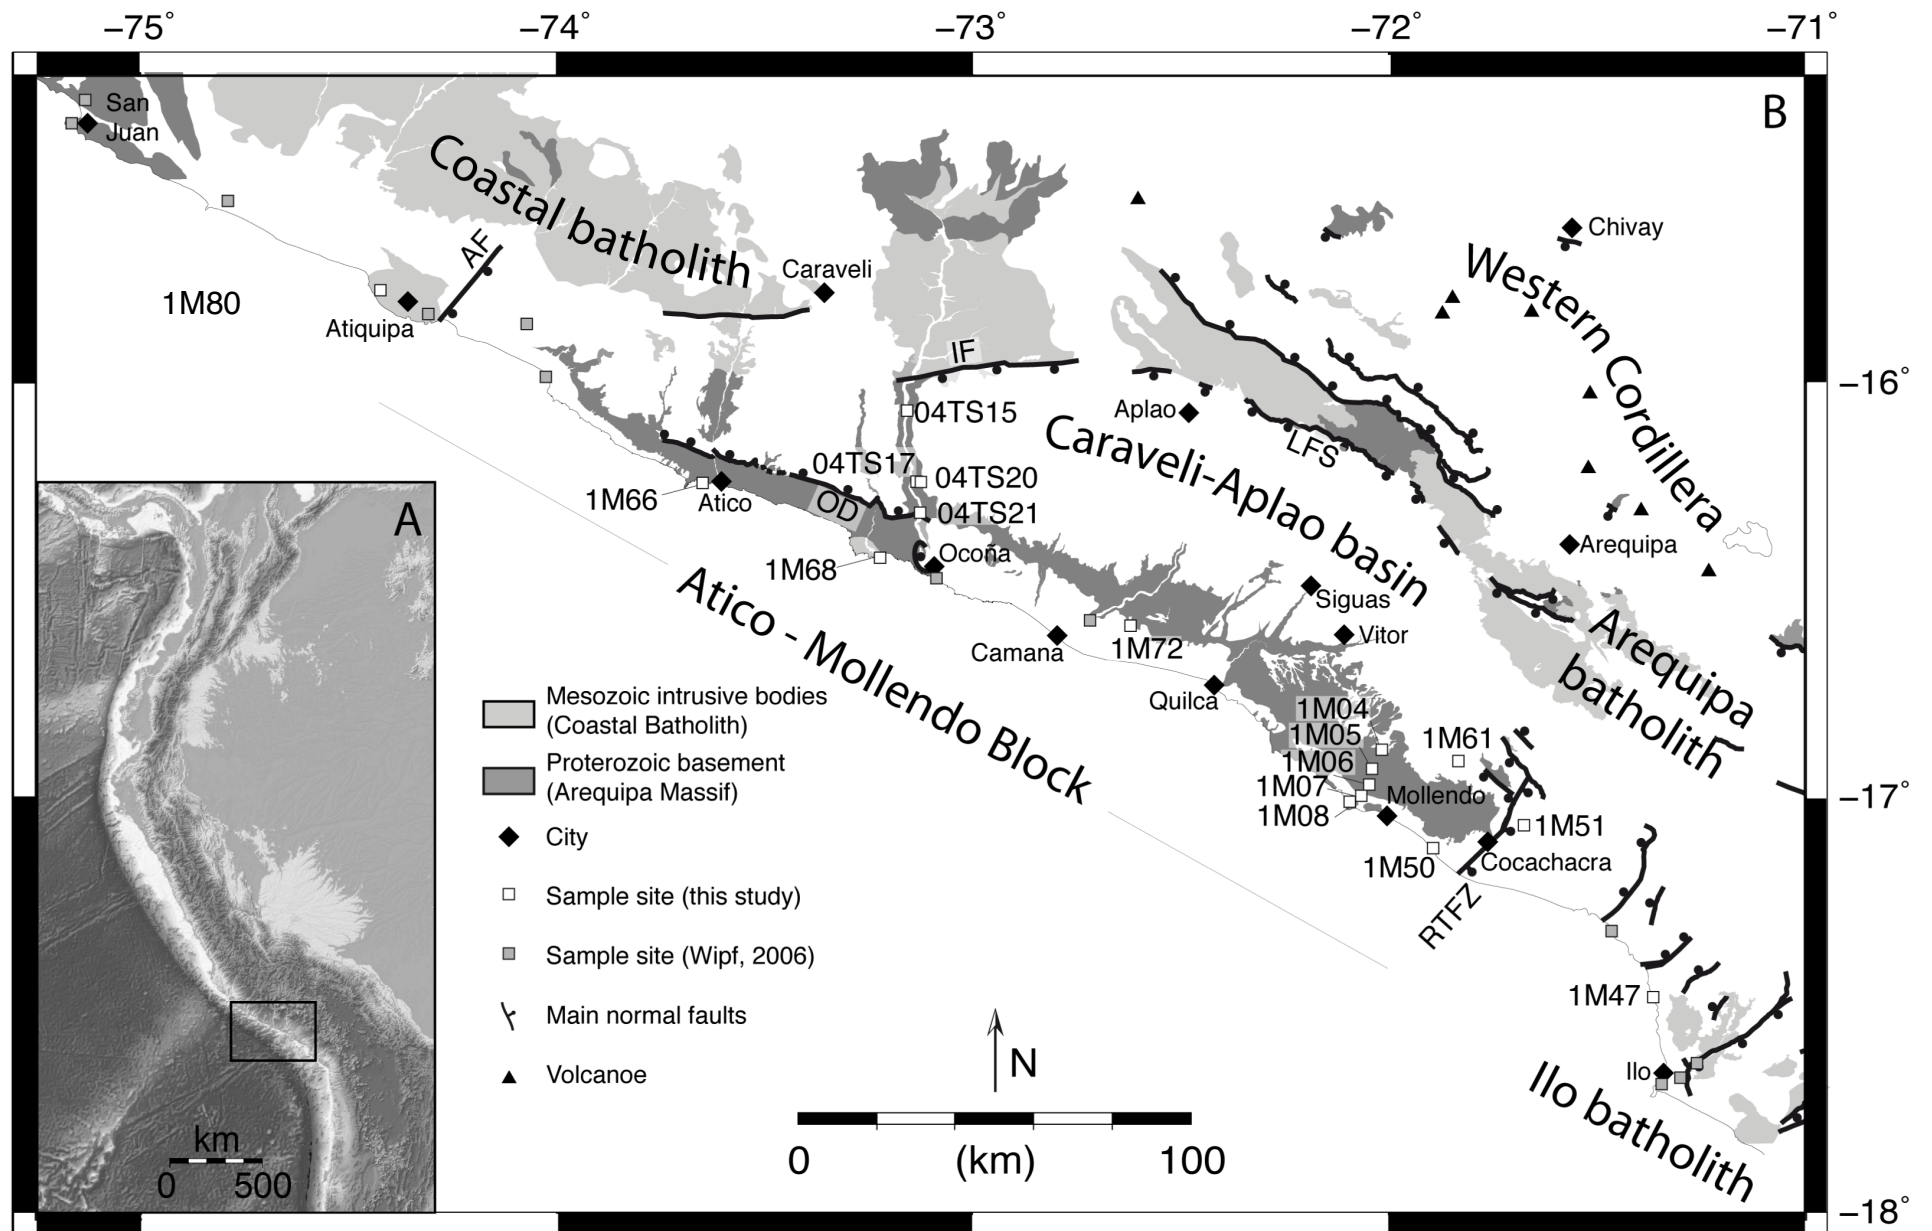 −75°
−74°
−73°
−72°
−71°
B
San
Juan
Coastal batholith
AF
Caraveli
Chivay
1M80
Atiquipa
Western Cordillera
IF
−16°
04TS15
Aplao
Caraveli-Aplao basin
LFS
04TS17
04TS20
1M66
Atico
OD
04TS21
A
Arequipa
Ocoña
1M68
Siguas
Atico - Mollendo Block
Vitor
Camana
1M72
Arequipa
batholith
Quilca
Mesozoic intrusive bodies
(Coastal Batholith)
1M04
1M05
1M61
1M06
Proterozoic basement
(Arequipa Massif)
1M07
Mollendo
−17°
1M08
1M51
City
1M50
Cocachacra
Sample site (this study)
RTFZ
Sample site (Wipf, 2006)
1M47
Main normal faults
N
Volcanoe
Ilo
Ilo batholith
km
0 500
0 (km) 100
−18°